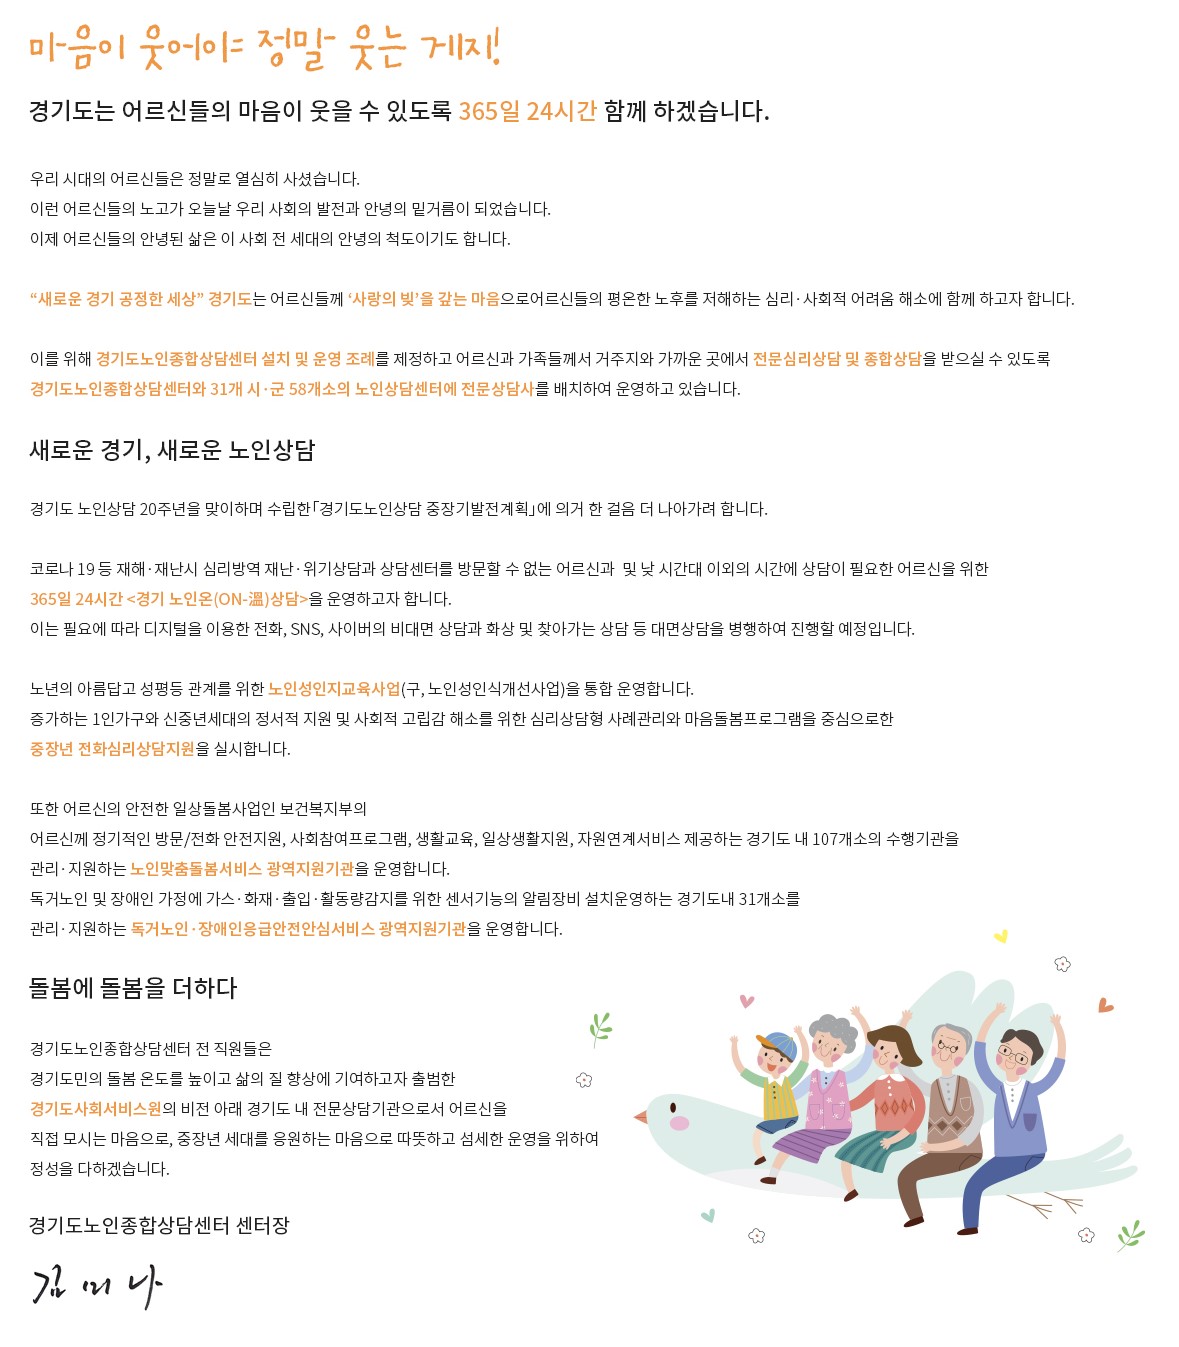 마음이 웃어야 정말 웃는 게지!
경기도는 어르신들의 마음이 웃을 수 있도록 365일 24시간 함께 하겠습니다.
우리 시대의 어르신들은 정말로 열심히 사셨습니다.
이런 어르신들의 노고가 오늘날 우리 사회의 발전과 안녕의 밑거름이 되었습니다.
이제 어르신들의 안녕된 삶은 이 사회 전 세대의 안녕의 척도이기도 합니다.
“새로운 경기 공정한 세상” 경기도는 어르신들께 ‘사랑의 빚’을 갚는 마음으로어르신들의 평온한 노후를 저해하는 심리·사회적 어려움 해소에 함께 하고자 합니다.
이를 위해 경기도노인종합상담센터 설치 및 운영 조례를 제정하고 어르신과 가족들께서 거주지와 가까운 곳에서 전문심리상담 및 종합상담을 받으실 수 있도록
경기도노인종합상담센터와 31개 시·군 58개소의 노인상담센터에 전문상담사를 배치하여 운영하고 있습니다.
새로운 경기, 새로운 노인상담
경기도 노인상담 20주년을 맞이하며 수립한「경기도노인상담 중장기발전계획」에 의거 한 걸음 더 나아가려 합니다.
코로나 19 등 재해·재난시 심리방역 재난·위기상담과 상담센터를 방문할 수 없는 어르신과 및 낮 시간대 이외의 시간에 상담이 필요한 어르신을 위한
365일 24시간 <경기 노인온(ON-溫)상담>을 운영하고자 합니다.
이는 필요에 따라 디지털을 이용한 전화, SNS, 사이버의 비대면 상담과 화상 및 찾아가는 상담 등 대면상담을 병행하여 진행할 예정입니다.
노년의 아름답고 성평등 관계를 위한 노인성인지교육사업(구, 노인성인식개선사업)을 통합 운영합니다.
증가하는 1인가구와 신중년세대의 정서적 지원 및 사회적 고립감 해소를 위한 심리상담형 사례관리와 마음돌봄프로그램을 중심으로한
중장년 전화심리상담지원을 실시합니다.
또한 어르신의 안전한 일상돌봄사업인 보건복지부의
어르신께 정기적인 방문/전화 안전지원, 사회참여프로그램, 생활교육, 일상생활지원, 자원연계서비스 제공하는 경기도 내 107개소의 수행기관을
관리·지원하는 노인맞춤돌봄서비스 광역지원기관을 운영합니다.
독거노인 및 장애인 가정에 가스·화재·출입·활동량감지를 위한 센서기능의 알림장비 설치운영하는 경기도내 31개소를
관리·지원하는 독거노인·장애인응급안전안심서비스 광역지원기관을 운영합니다.
돌봄에 돌봄을 더하다
경기도노인종합상담센터 전 직원들은
경기도민의 돌봄 온도를 높이고 삶의 질 향상에 기여하고자 출범한
경기도사회서비스원의 비전 아래 경기도 내 전문상담기관으로서 어르신을
직접 모시는 마음으로, 중장년 세대를 응원하는 마음으로 따뜻하고 섬세한 운영을 위하여
정성을 다하겠습니다.
경기도노인종합상담센터 센터장
김미나